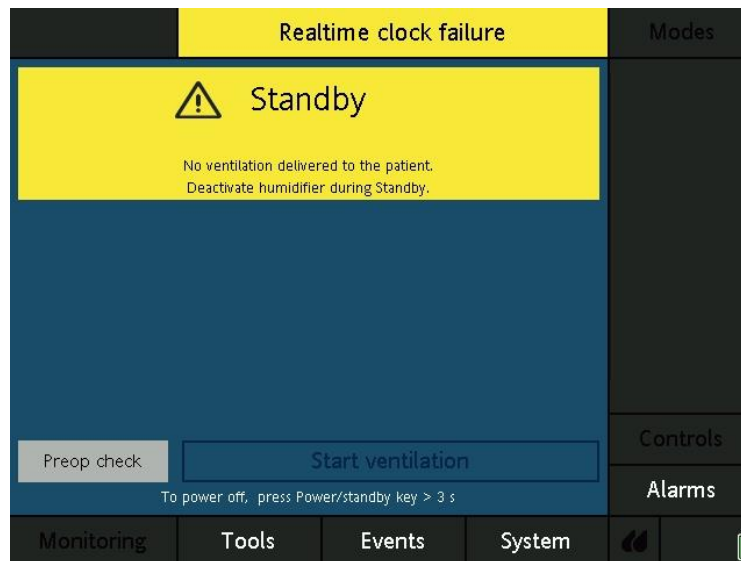 Realtime clock failure
Modes
Standby
No ventilation delivered to the patient.
Deactivate humidifier during Standby.
Controls
Preop check
Start ventilation
Alarms
To power off, press Power/standby key > 3 s
Monitoring
Tools
Events
System